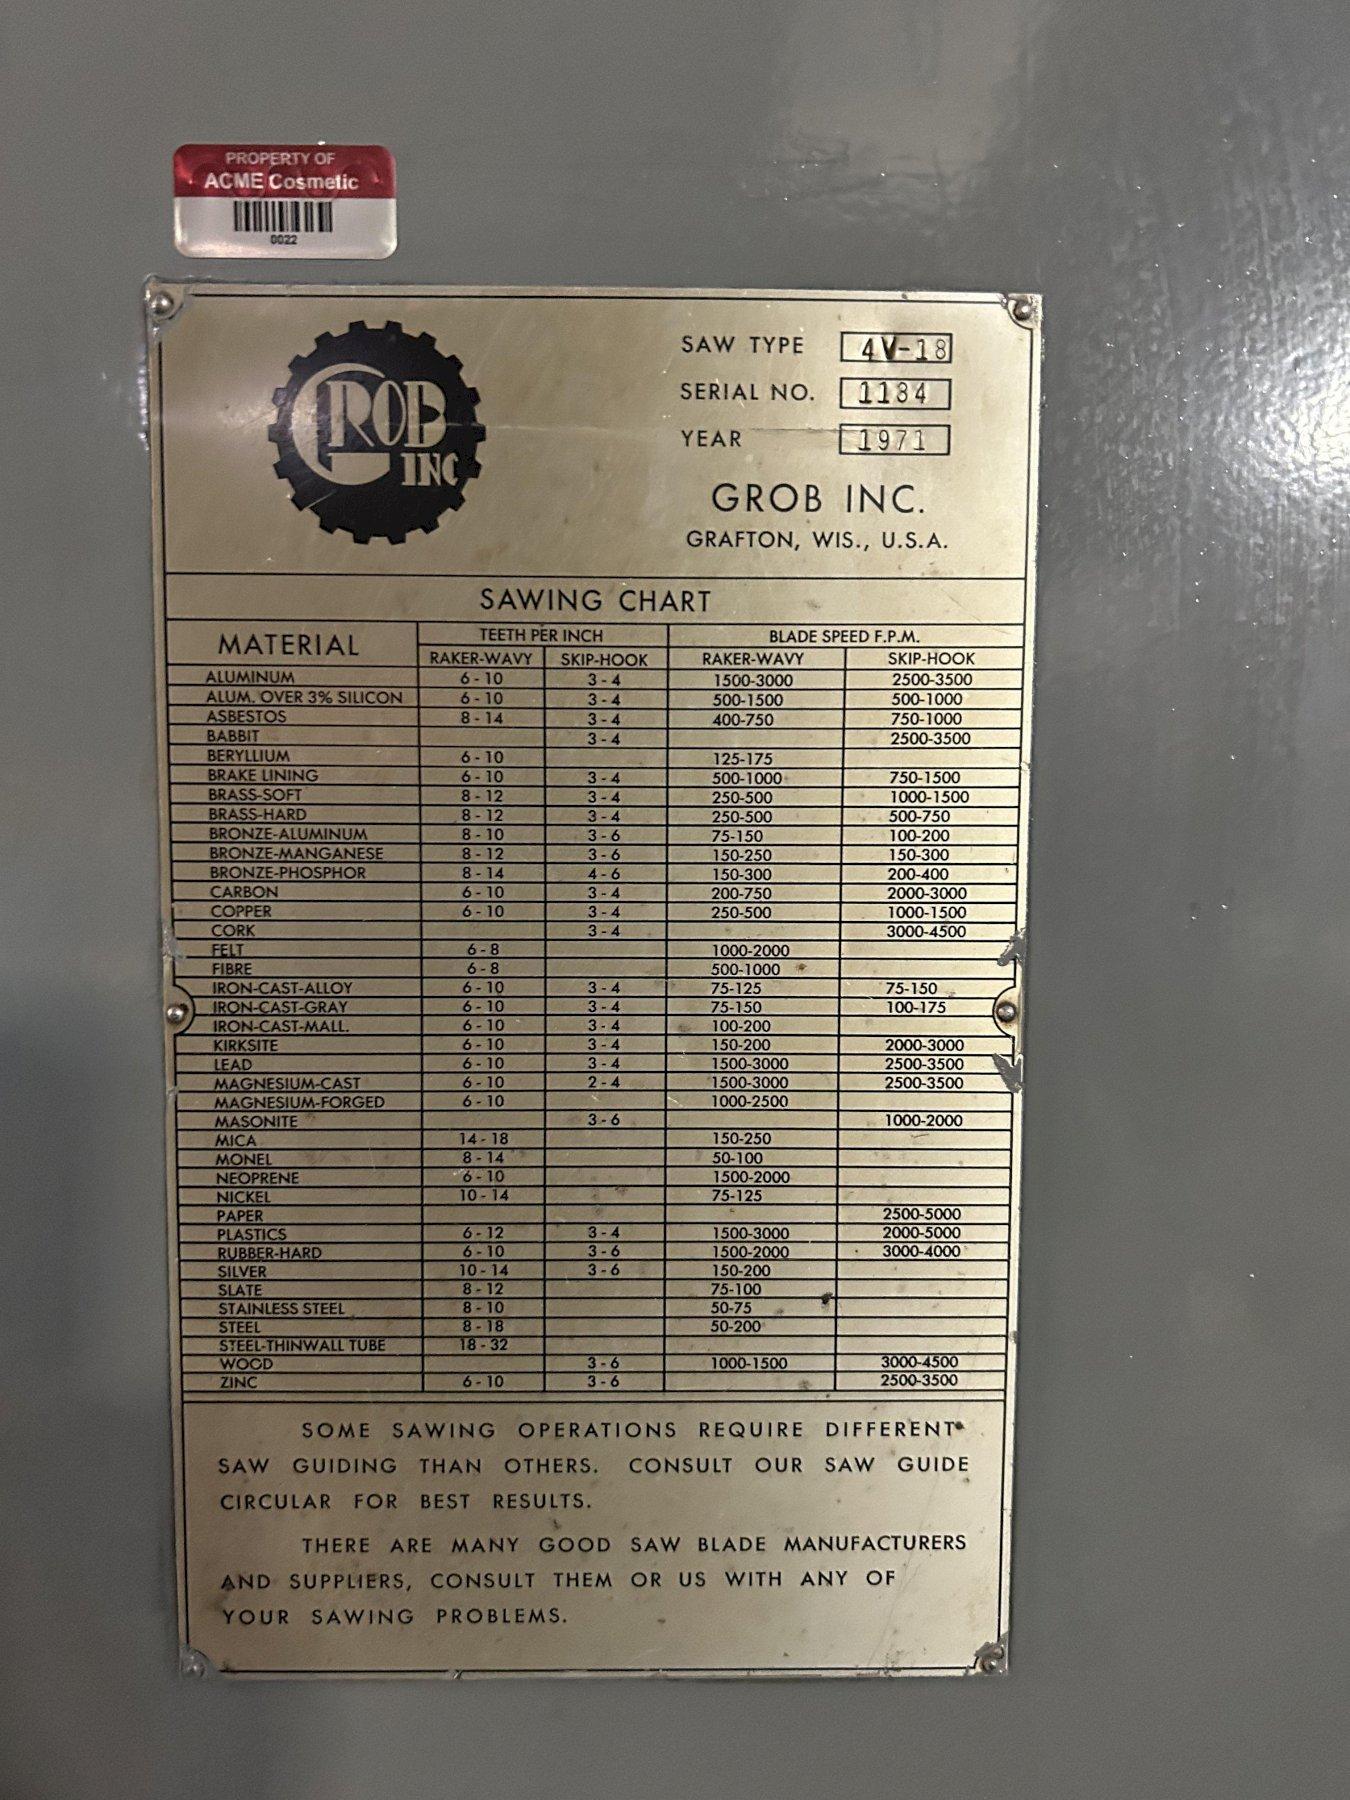 PROPERTY OF
ACME Cosmetic
0022
GROB
INC
SAW TYPE 4V-18
SERIAL NO. 1184
YEAR 1971
GROB INC.
GRAFTON, WIS., U.S.A.
SAWING CHART
MATERIAL TEETH PER INCH BLADE SPEED F.P.M.
RAKER-WAVY SKIP-HOOK RAKER-WAVY SKIP-HOOK
ALUMINUM 6-10 3-4 1500-3000 2500-3500
ALUM. OVER 3% SILICON 6-10 3-4 500-1500 500-1000
ASBESTOS 8-14 3-4 400-750 750-1000
BABBIT 3-4 2500-3500
BERYLLIUM 6-10 125-175
BRAKE LINING 6-10 3-4 500-1000 750-1500
BRASS-SOFT 8-12 3-4 250-500 1000-1500
BRASS-HARD 8-12 3-4 250-500 500-750
BRONZE-ALUMINUM 8-10 3-6 75-150 100-200
BRONZE-MANGANESE 8-12 3-6 150-250 150-300
BRONZE-PHOSPHOR 8-14 4-6 150-300 200-400
CARBON 6-10 3-4 200-750 2000-3000
COPPER 6-10 3-4 250-500 1000-1500
CORK 3-4 3000-4500
FELT 6-8 1000-2000
FIBRE 6-8 500-1000
IRON-CAST-ALLOY 6-10 3-4 75-125 75-150
IRON-CAST-GRAY 6-10 3-4 75-150 100-175
IRON-CAST-MALL. 6-10 3-4 100-200
KIRKSITE 6-10 3-4 150-200 2000-3000
LEAD 6-10 3-4 1500-3000 2500-3500
MAGNESIUM-CAST 6-10 2-4 1500-3000 2500-3500
MAGNESIUM-FORGED 6-10 1000-2500
MASONITE 3-6 1000-2000
MICA 14-18 150-250
MONEL 8-14 50-100
NEOPRENE 6-10 1500-2000
NICKEL 10-14 75-125
PAPER 2500-5000
PLASTICS 6-12 3-4 1500-3000 2000-5000
RUBBER-HARD 6-10 3-6 1500-2000 3000-4000
SILVER 10-14 3-6 150-200
SLATE 8-12 75-100
STAINLESS STEEL 8-10 50-75
STEEL 8-18 50-200
STEEL-THINWALL TUBE 18-32
WOOD 3-6 1000-1500 3000-4500
ZINC 6-10 3-6 2500-3500
SOME SAWING OPERATIONS REQUIRE DIFFERENT
SAW GUIDING THAN OTHERS. CONSULT OUR SAW GUIDE
CIRCULAR FOR BEST RESULTS.
THERE ARE MANY GOOD SAW BLADE MANUFACTURERS
AND SUPPLIERS, CONSULT THEM OR US WITH ANY OF
YOUR SAWING PROBLEMS.